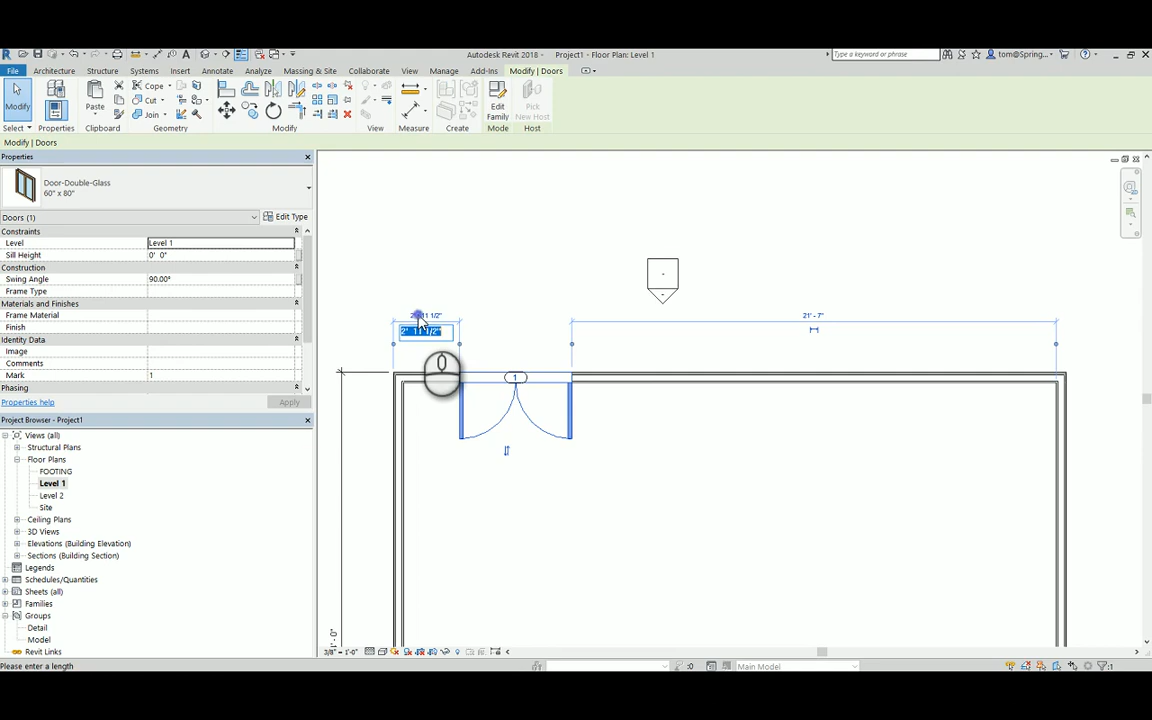 Autodesk Revit 2018 - Project1 - Floor Plan: Level 1
Type a keyword or phrase
tom@Spring...
File Architecture Structure Systems Insert Annotate Analyze Massing & Site Collaborate View Manage Add-Ins Modify | Doors
Modify
Paste
Cope
Cut
Join
Edit Family
Pick New Host
Select Properties Clipboard Geometry Modify View Measure Create Mode Host
Modify | Doors
Properties
Door-Double-Glass
60" x 80"
Doors (1)
Edit Type
Constraints
Level Level 1
Sill Height 0' 0"
Construction
Swing Angle 90.00°
Frame Type
Materials and Finishes
Frame Material
Finish
Identity Data
Image
Comments
Mark 1
Phasing
Properties help
Apply
Project Browser - Project1
Views (all)
Structural Plans
Floor Plans
FOOTING
Level 1
Level 2
Site
Ceiling Plans
3D Views
Elevations (Building Elevation)
Sections (Building Section)
Legends
Schedules/Quantities
Sheets (all)
Families
Groups
Detail
Model
Revit Links
21' - 7"
1
3/8" = 1'-0"
Please enter a length
:0
Main Model
:1